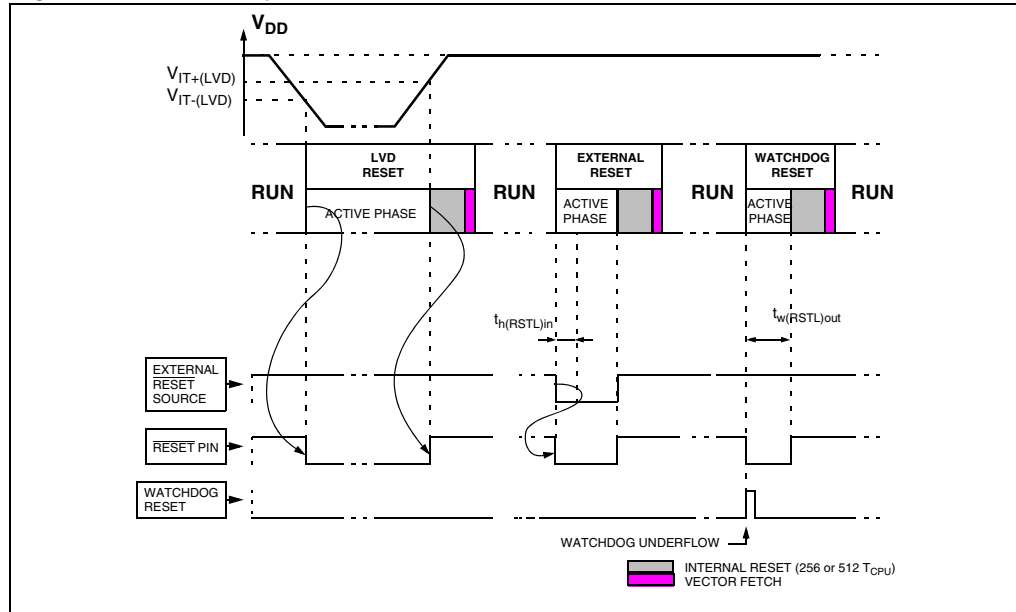 VDD
VIT+(LVD)
VIT-(LVD)
LVD
RESET
EXTERNAL
RESET
WATCHDOG
RESET
RUN
RUN
RUN
RUN
ACTIVE PHASE
ACTIVE
PHASE
ACTIVE
PHASE
th(RSTL)in
tw(RSTL)out
EXTERNAL
RESET
SOURCE
RESET PIN
WATCHDOG
RESET
WATCHDOG UNDERFLOW
INTERNAL RESET (256 or 512 TCPU)
VECTOR FETCH